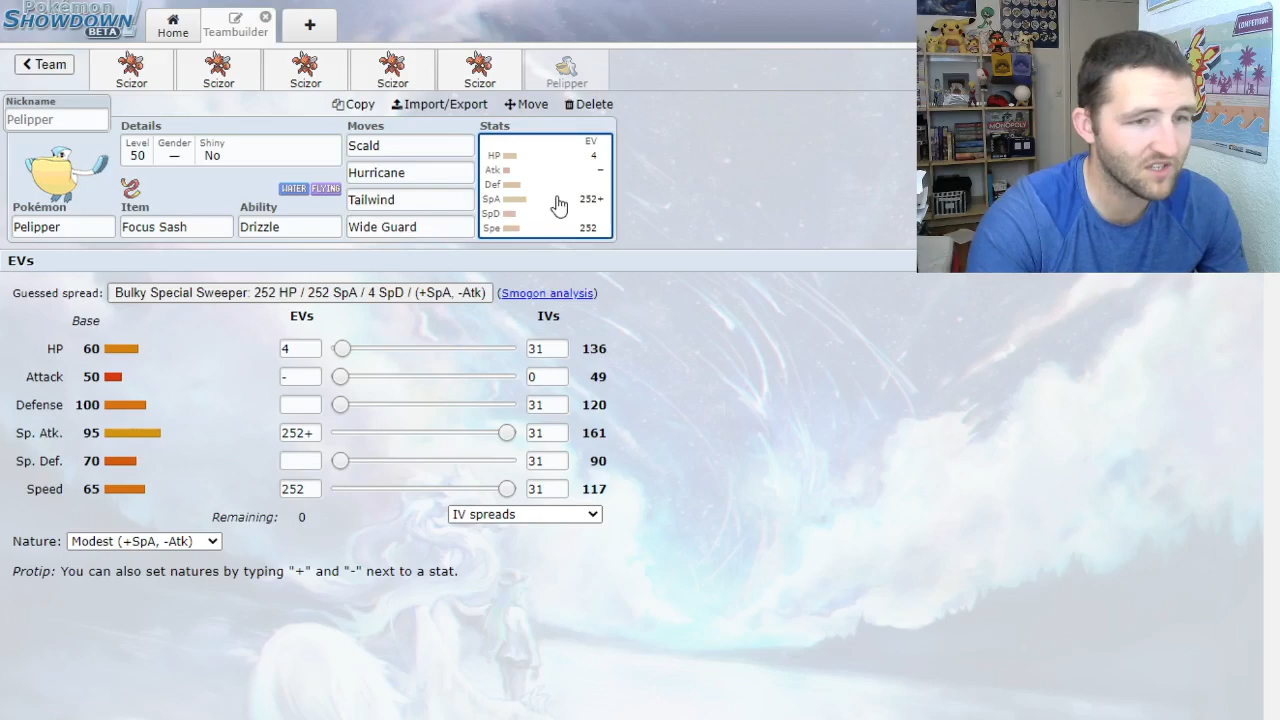 Pokémon
SHOWDOWN
BETA
Home
Teambuilder
+
Team
Scizor
Scizor
Scizor
Scizor
Scizor
Pelipper
Copy
Import/Export
Move
Delete
Nickname
Pelipper
Details
Level
50
Gender
—
Shiny
No
WATER FLYING
Pokémon
Pelipper
Item
Focus Sash
Ability
Drizzle
Moves
Scald
Hurricane
Tailwind
Wide Guard
Stats
EV
HP 4
Atk –
Def
SpA 252+
SpD
Spe 252
EVs
Guessed spread: Bulky Special Sweeper: 252 HP / 252 SpA / 4 SpD / (+SpA, -Atk) (Smogon analysis)
Base EVs IVs
HP 60 4 31 136
Attack 50 - 0 49
Defense 100 31 120
Sp. Atk. 95 252+ 31 161
Sp. Def. 70 31 90
Speed 65 252 31 117
Remaining: 0
IV spreads
Nature: Modest (+SpA, -Atk)
Protip: You can also set natures by typing "+" and "-" next to a stat.
MONOPOLY